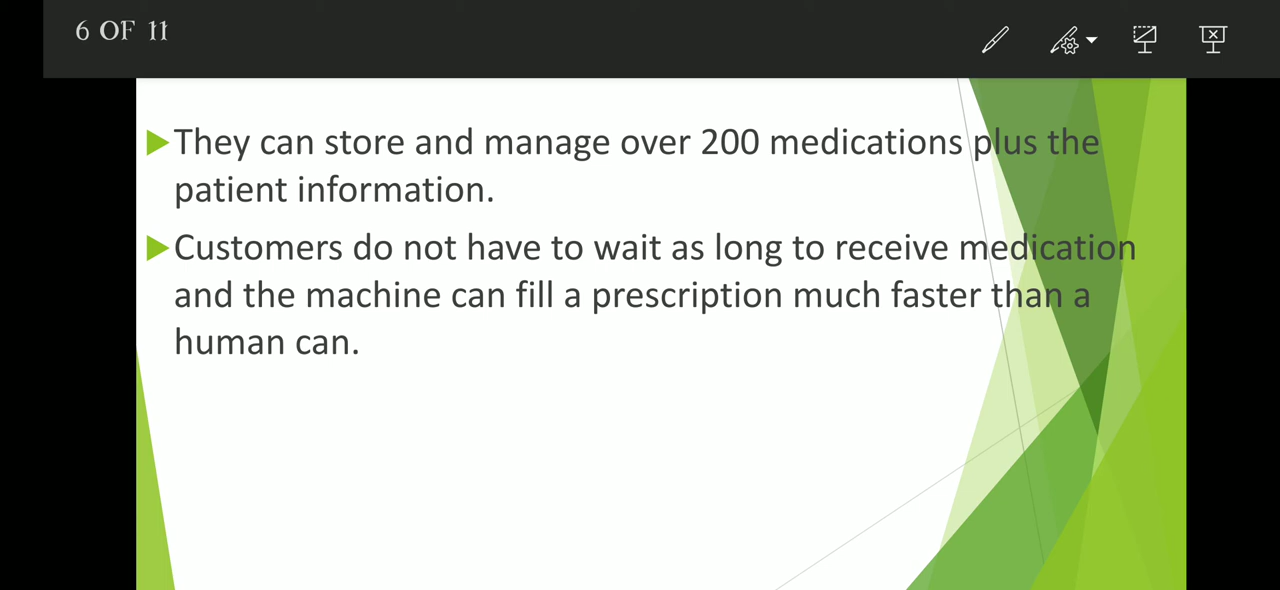 6 OF 11
They can store and manage over 200 medications plus the
patient information.
Customers do not have to wait as long to receive medication
and the machine can fill a prescription much faster than a
human can.